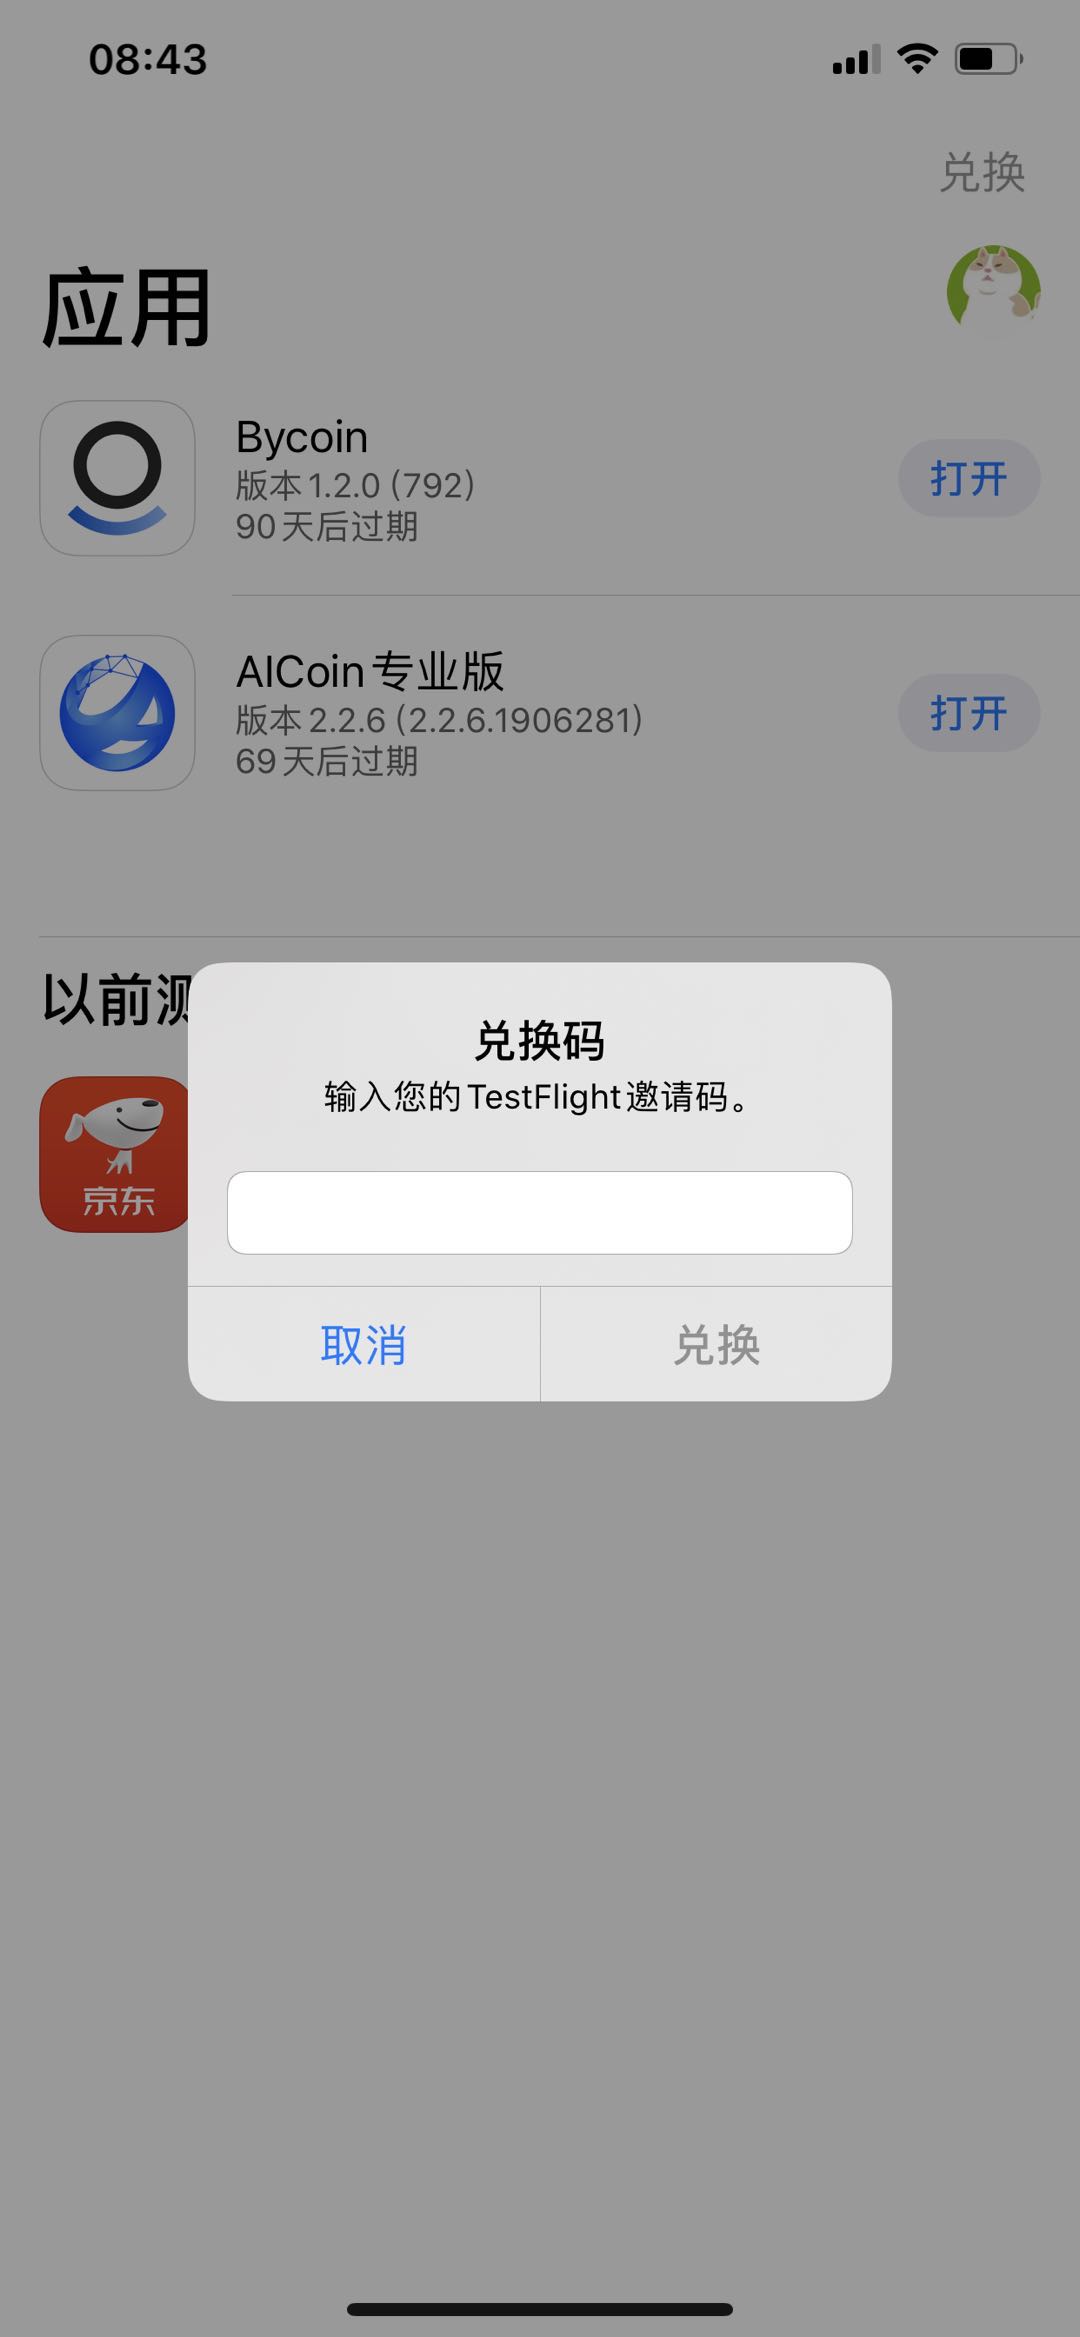 08:43
兑换
应用
Bycoin
版本 1.2.0 (792)
90 天后过期
打开
AICoin 专业版
版本 2.2.6 (2.2.6.1906281)
69 天后过期
打开
以前测
京东
兑换码
输入您的 TestFlight 邀请码。
取消
兑换